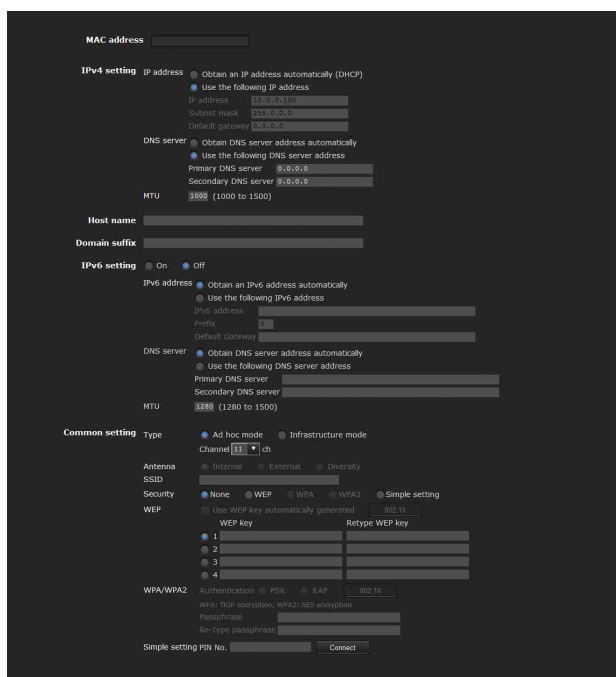 MAC address
IPv4 setting IP address Obtain an IP address automatically (DHCP)
Use the following IP address
IP address 10.0.0.100
Subnet mask 255.0.0.0
Default gateway 0.0.0.0
DNS server Obtain DNS server address automatically
Use the following DNS server address
Primary DNS server 0.0.0.0
Secondary DNS server 0.0.0.0
MTU 1000 (1000 to 1500)
Host name
Domain suffix
IPv6 setting On Off
IPv6 address Obtain an IPv6 address automatically
Use the following IPv6 address
IPv6 address
Prefix 0
Default Gateway
DNS server Obtain DNS server address automatically
Use the following DNS server address
Primary DNS server
Secondary DNS server
MTU 1280 (1280 to 1500)
Common setting Type Ad hoc mode Infrastructure mode
Channel 11 ch
Antenna Internal External Diversity
SSID
Security None WEP WPA WPA2 Simple setting
WEP Use WEP key automatically generated 802.1X
WEP key Retype WEP key
1
2
3
4
WPA/WPA2 Authentication PSK EAP 802.1X
WPA: TKIP encryption, WPA2: AES encryption
Passphrase
Re-type passphrase
Simple setting PIN No. Connect